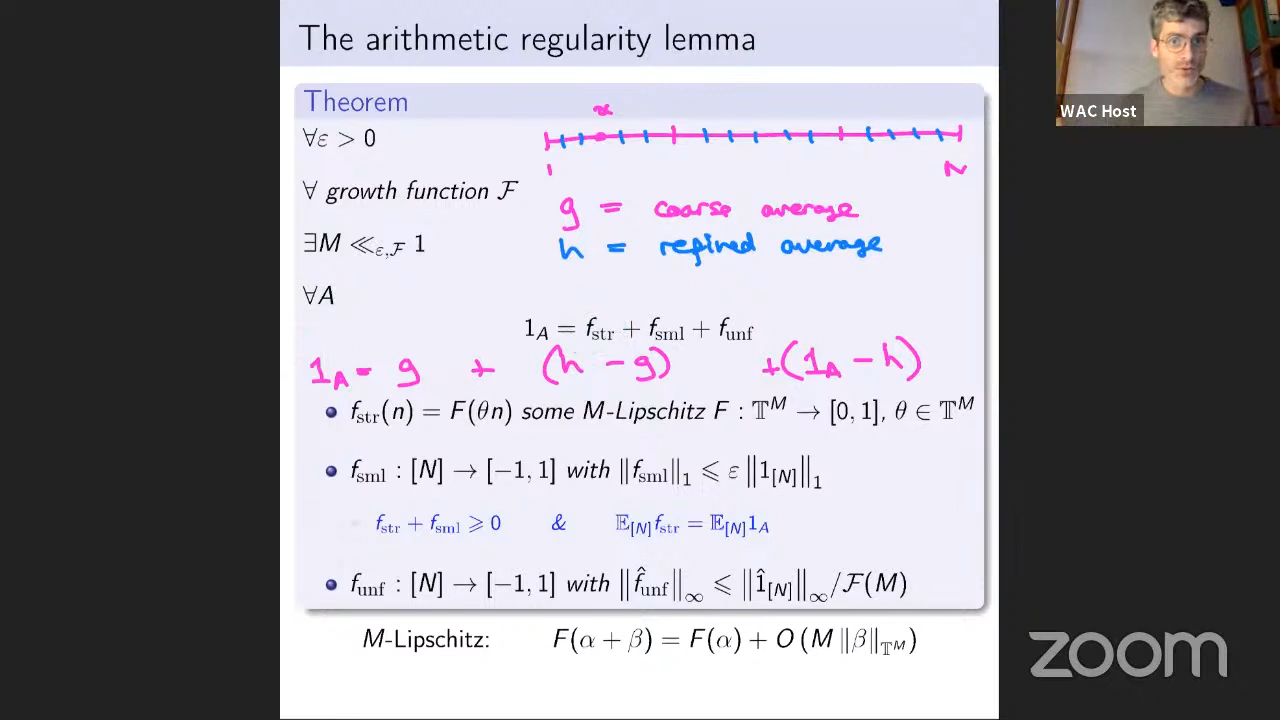 The arithmetic regularity lemma
Theorem
∀ε > 0
∀ growth function ℱ
∃M ≪_{ε,ℱ} 1
∀A
x
1
N
g = coarse average
h = refined average
1_A = f_str + f_sml + f_unf
1_A = g + (h - g) + (1_A - h)
• f_str(n) = F(θn) some M-Lipschitz F : 𝕋^M → [0, 1], θ ∈ 𝕋^M
• f_sml : [N] → [-1, 1] with ‖f_sml‖_1 ⩽ ε ‖1_{[N]}‖_1
f_str + f_sml ⩾ 0 & 𝔼_{[N]} f_str = 𝔼_{[N]} 1_A
• f_unf : [N] → [-1, 1] with ‖f̂_unf‖_∞ ⩽ ‖1̂_{[N]}‖_∞ /ℱ(M)
M-Lipschitz: F(α + β) = F(α) + O (M ‖β‖_{𝕋^M})
WAC Host
zoom